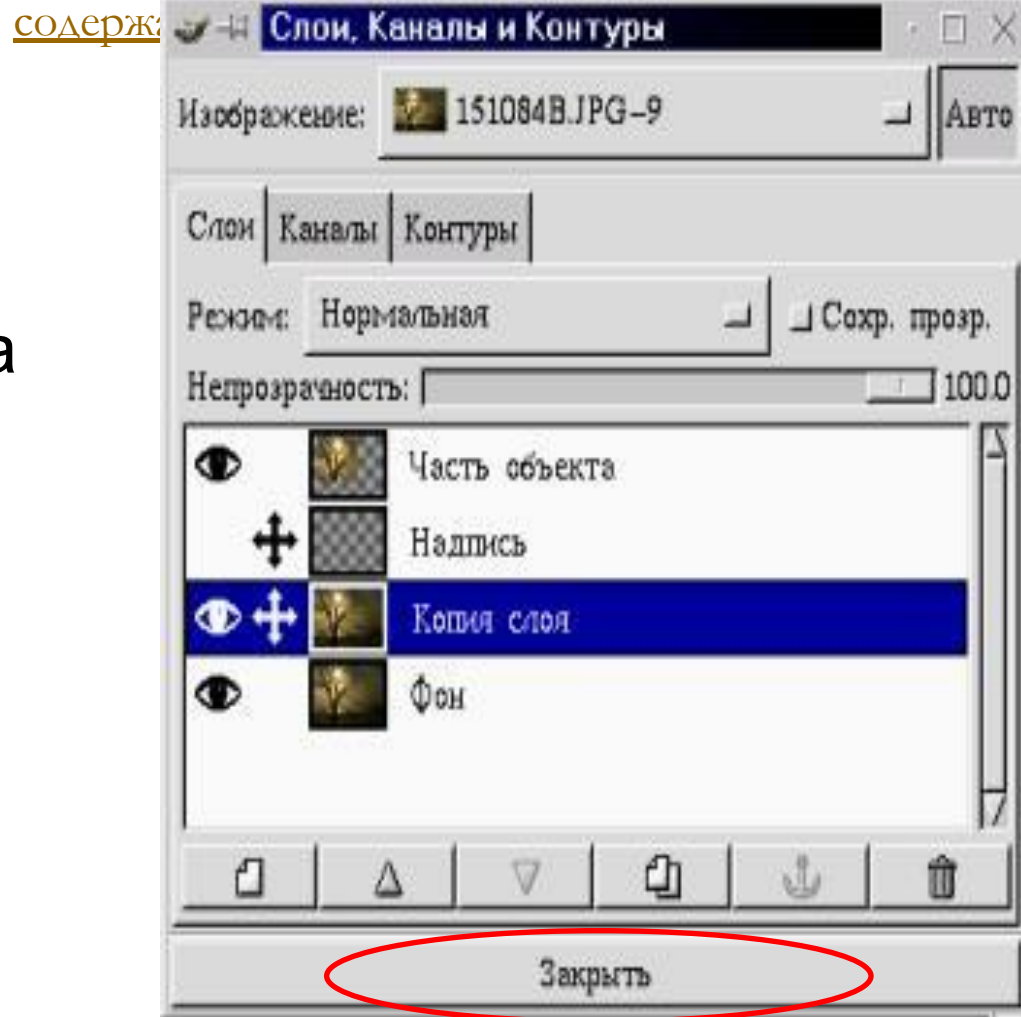 содержа
Слои, Каналы и Контуры
Изображение: 151084B.JPG-9 Авто
Слои Каналы Контуры
Режим: Нормальная Сохр. прозр.
а
Непрозрачность: 100.0
Часть объекта
Надпись
Копия слоя
Фон
Закрыть